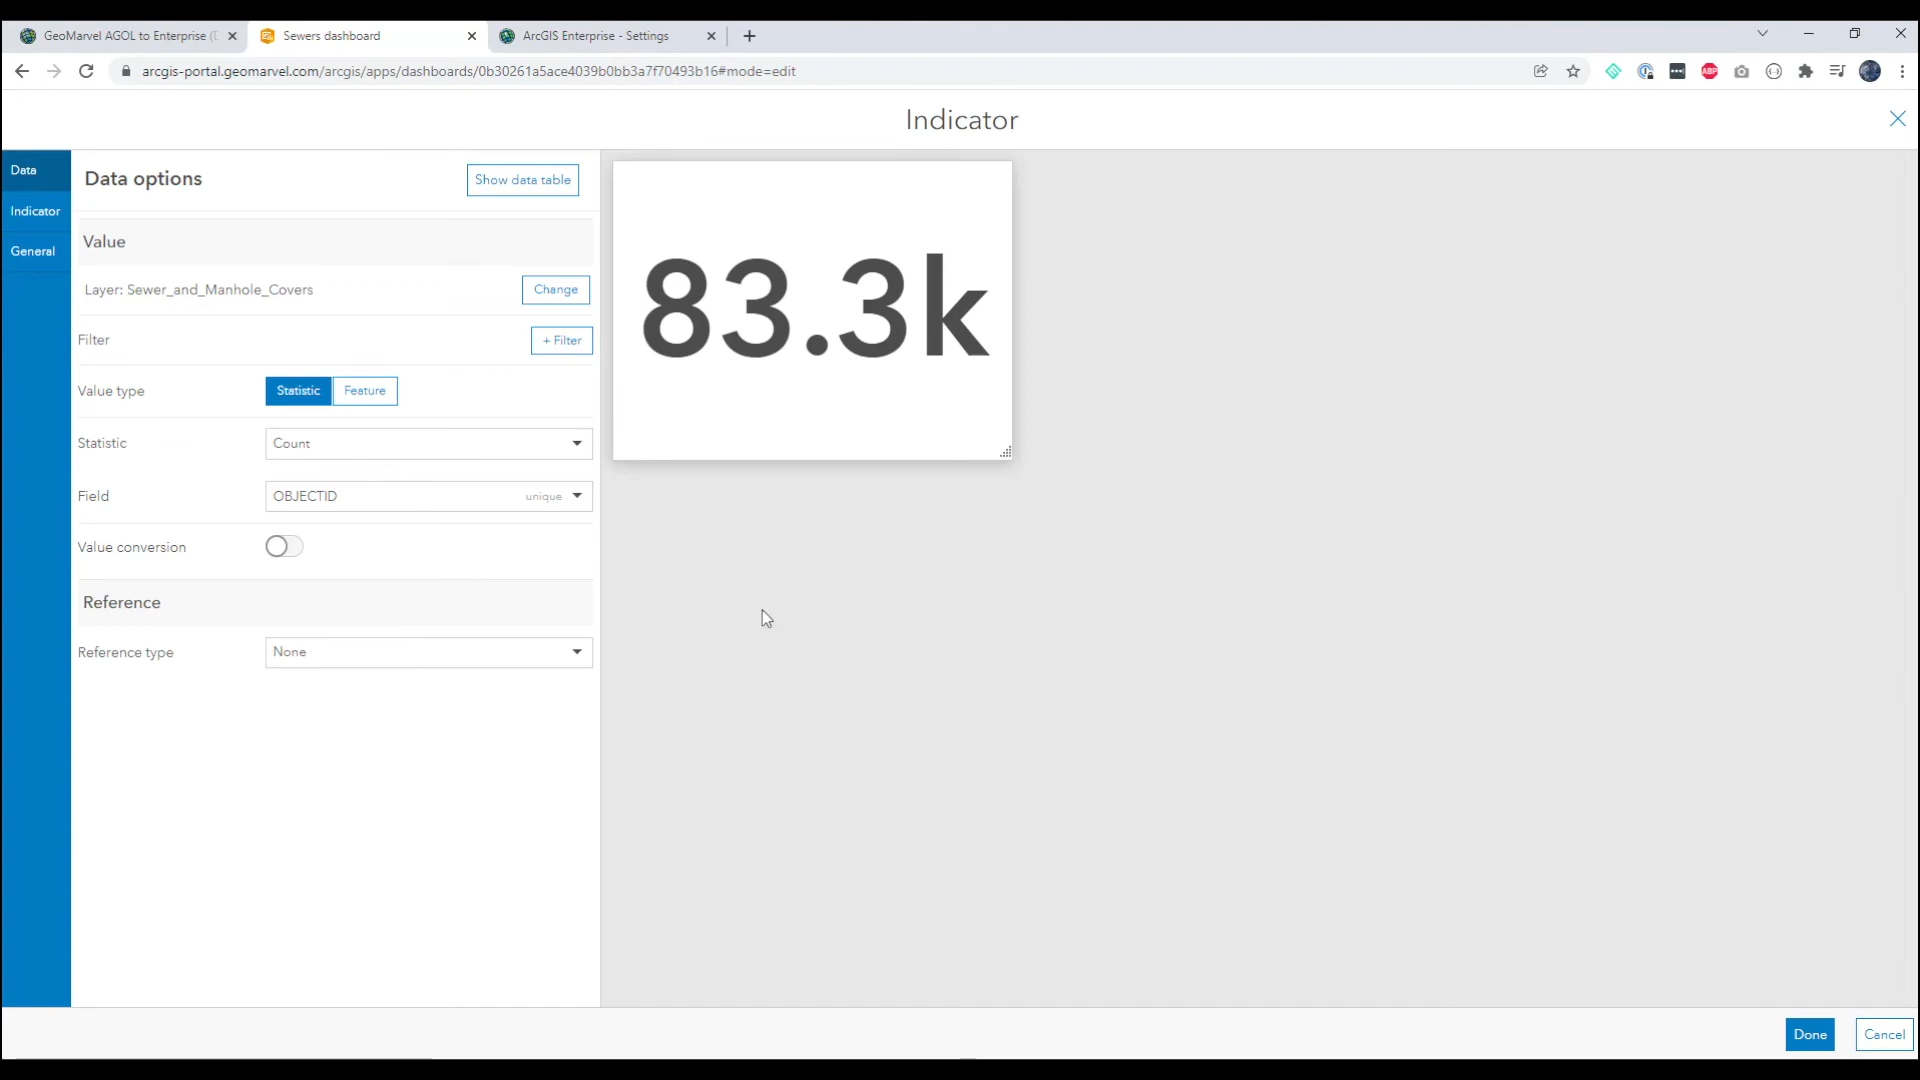 GeoMarvel AGOL to Enterprise (
Sewers dashboard
ArcGIS Enterprise - Settings
arcgis-portal.geomarvel.com/arcgis/apps/dashboards/0b30261a5ace4039b0bb3a7f70493b16#mode=edit
ABP
Indicator
Data
Indicator
General
Data options
Show data table
Value
Layer: Sewer_and_Manhole_Covers
Change
Filter
+ Filter
Value type
Statistic
Feature
Statistic
Count
Field
OBJECTID
unique
Value conversion
Reference
Reference type
None
83.3k
Done
Cancel